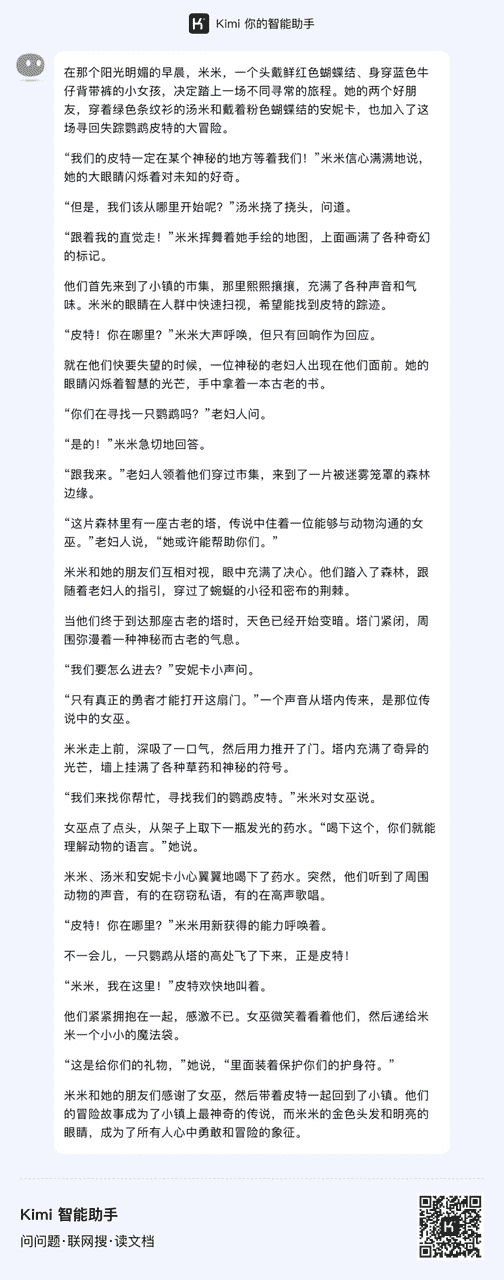 Kimi 你的智能助手
在那个阳光明媚的早晨，米米，一个头戴鲜红色蝴蝶结、身穿蓝色牛
仔背带裤的小女孩，决定踏上一场不同寻常的旅程。她的两个好朋
友，穿着绿色条纹衫的汤米和戴着粉色蝴蝶结的安妮卡，也加入了这
场寻回失踪鹦鹉皮特的大冒险。
“我们的皮特一定在某个神秘的地方等着我们！”米米信心满满地说，
她的大眼睛闪烁着对未知的好奇。
“但是，我们该从哪里开始呢？”汤米挠了挠头，问道。
“跟着我的直觉走！”米米挥舞着她手绘的地图，上面画满了各种奇幻
的标记。
他们首先来到了小镇的市集，那里熙熙攘攘，充满了各种声音和气
味。米米的眼睛在人群中快速扫视，希望能找到皮特的踪迹。
“皮特！你在哪里？”米米大声呼唤，但只有回响作为回应。
就在他们快要失望的时候，一位神秘的老妇人出现在他们面前。她的
眼睛闪烁着智慧的光芒，手中拿着一本古老的书。
“你们在寻找一只鹦鹉吗？”老妇人问。
“是的！”米米急切地回答。
“跟我来。”老妇人领着他们穿过市集，来到了一片被迷雾笼罩的森林
边缘。
“这片森林里有一座古老的塔，传说中住着一位能够与动物沟通的女
巫。”老妇人说，“她或许能帮助你们。”
米米和她的朋友们互相对视，眼中充满了决心。他们踏入了森林，跟
随着老妇人的指引，穿过了蜿蜒的小径和密布的荆棘。
当他们终于到达那座古老的塔时，天色已经开始变暗。塔门紧闭，周
围弥漫着一种神秘而古老的气息。
“我们要怎么进去？”安妮卡小声问。
“只有真正的勇者才能打开这扇门。”一个声音从塔内传来，是那位传
说中的女巫。
米米走上前，深吸了一口气，然后用力推开了门。塔内充满了奇异的
光芒，墙上挂满了各种草药和神秘的符号。
“我们来找你帮忙，寻找我们的鹦鹉皮特。”米米对女巫说。
女巫点了点头，从架子上取下一瓶发光的药水。“喝下这个，你们就能
理解动物的语言。”她说。
米米、汤米和安妮卡小心翼翼地喝下了药水。突然，他们听到了周围
动物的声音，有的在窃窃私语，有的在高声歌唱。
“皮特！你在哪里？”米米用新获得的能力呼唤着。
不一会儿，一只鹦鹉从塔的高处飞了下来，正是皮特！
“米米，我在这里！”皮特欢快地叫着。
他们紧紧拥抱在一起，感激不已。女巫微笑着看着他们，然后递给米
米一个小小的魔法袋。
“这是给你们的礼物，”她说，“里面装着保护你们的护身符。”
米米和她的朋友们感谢了女巫，然后带着皮特一起回到了小镇。他们
的冒险故事成为了小镇上最神奇的传说，而米米的金色头发和明亮的
眼睛，成为了所有人心中勇敢和冒险的象征。
Kimi 智能助手
问问题·联网搜·读文档